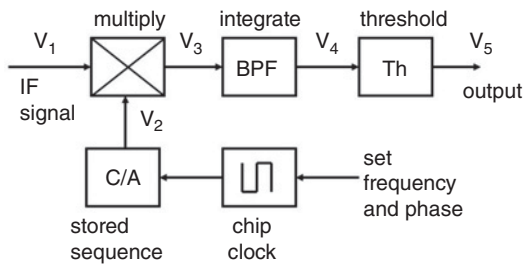 multiply
integrate
threshold
V1
V3
V4
V5
BPF
Th
IF
signal
output
V2
C/A
set
frequency
and phase
stored
sequence
chip
clock